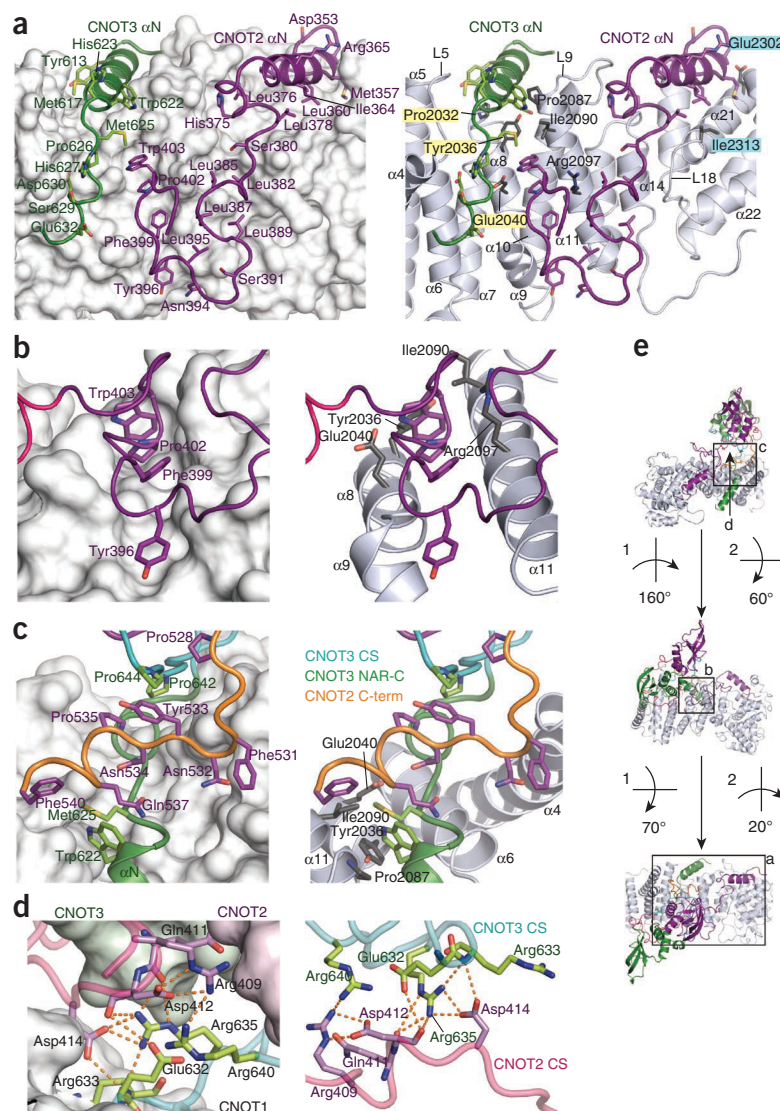 a
CNOT3 αN
His623
Tyr613
Met617
Trp622
Met625
Pro626
His627
Asp630
Ser629
Glu632
CNOT2 αN
Asp353
Arg365
Met357
Leu360
Ile364
Leu376
Leu378
His375
Ser380
Trp403
Leu385
Pro402
Leu382
Leu387
Phe399
Leu395
Leu389
Tyr396
Ser391
Asn394
CNOT3 αN
CNOT2 αN
L5
L9
Glu2302
α5
Pro2087
α21
Pro2032
Ile2090
Tyr2036
Ile2313
α8
Arg2097
α4
α14
L18
Glu2040
α10
α11
α22
α6
α7
α9
b
Trp403
Pro402
Phe399
Tyr396
Ile2090
Tyr2036
Glu2040
Arg2097
α8
α9
α11
c
Pro528
Pro644
Pro642
Pro535
Tyr533
Phe531
Asn534
Asn532
Phe540
Gln537
Met625
Trp622
αN
CNOT3 CS
CNOT3 NAR-C
CNOT2 C-term
Glu2040
α4
Ile2090
Tyr2036
α11
α6
Pro2087
d
CNOT3
CNOT2
Gln411
Arg409
Asp412
Asp414
Arg635
Glu632
Arg640
Arg633
CNOT1
CNOT3 CS
Glu632
Arg633
Arg640
Asp412
Asp414
Arg635
Gln411
Arg409
CNOT2 CS
e
c
d
1
2
160°
60°
b
1
2
70°
20°
a